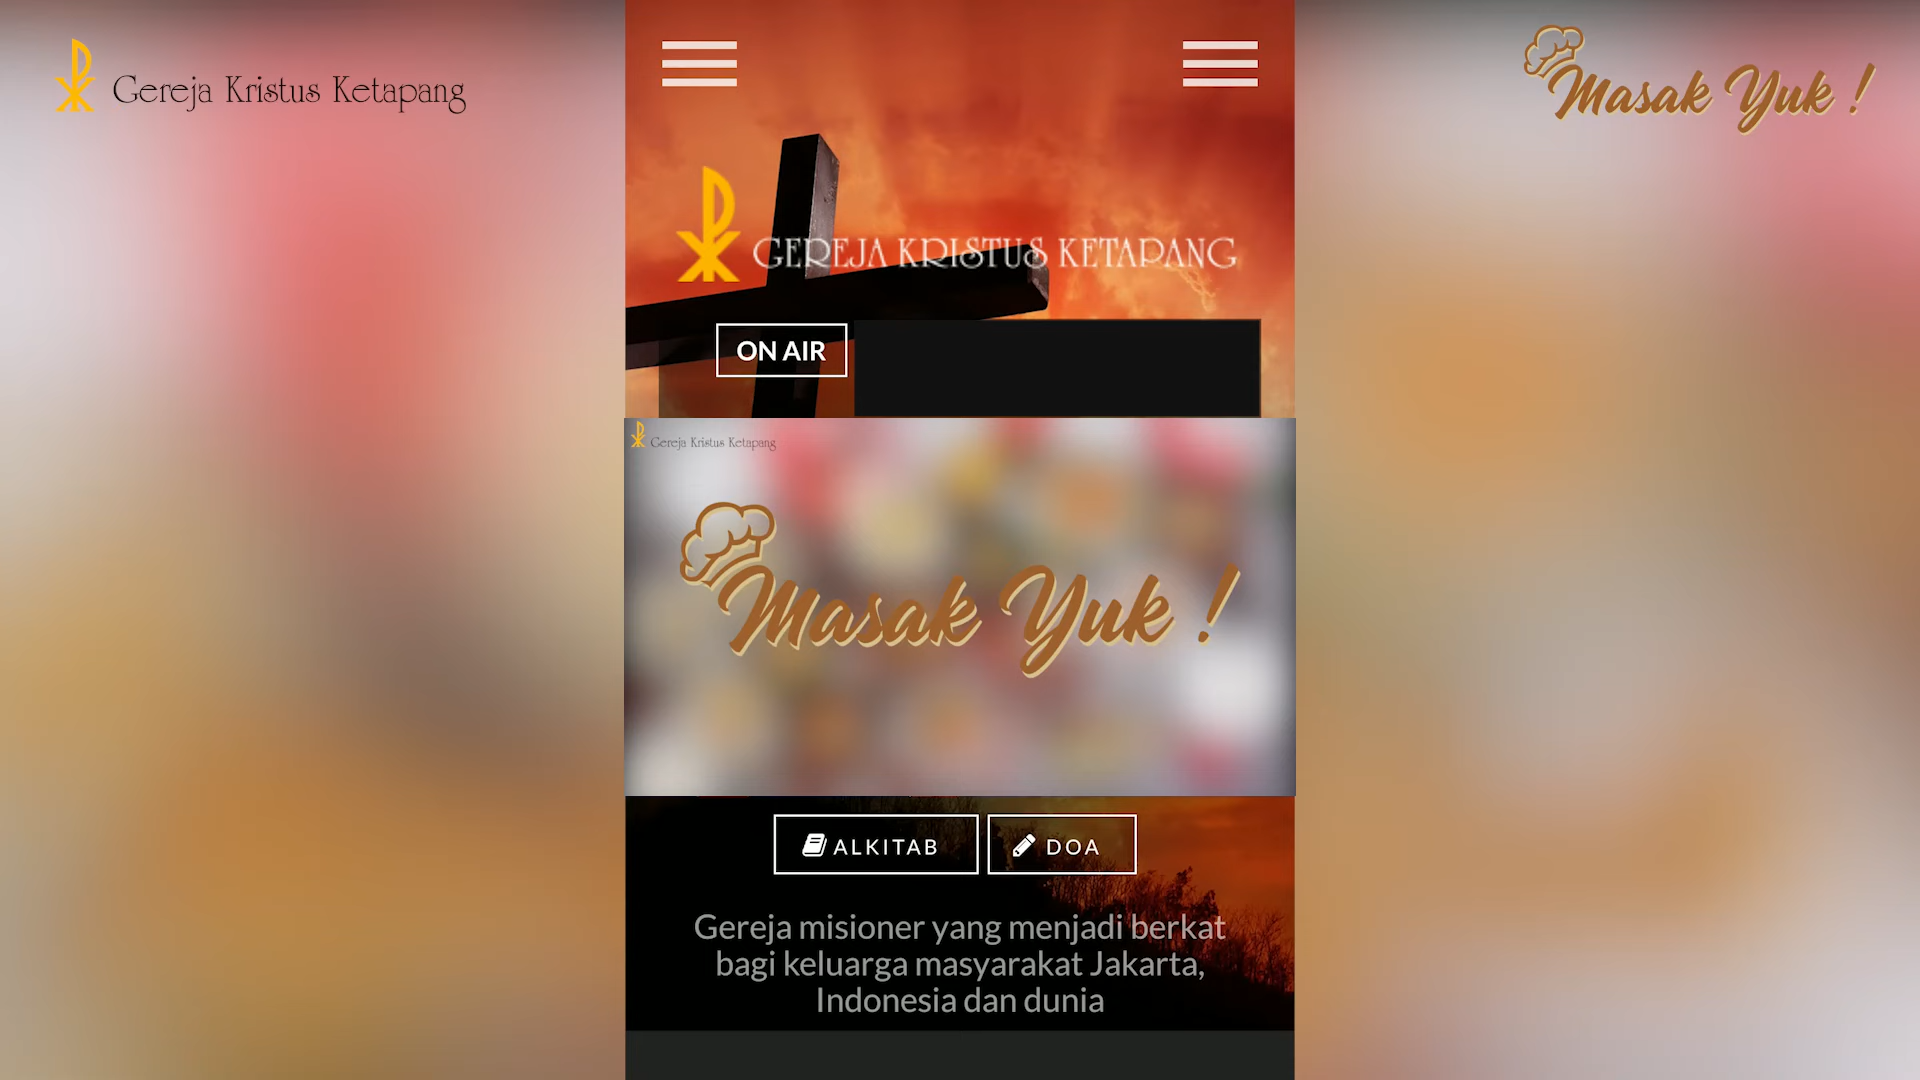 Gereja Kristus Ketapang
Masak Yuk !
GEREJA KRISTUS KETAPANG
ON AIR
Gereja Kristus Ketapang
Masak Yuk !
ALKITAB
DOA
Gereja misioner yang menjadi berkat
bagi keluarga masyarakat Jakarta,
Indonesia dan dunia